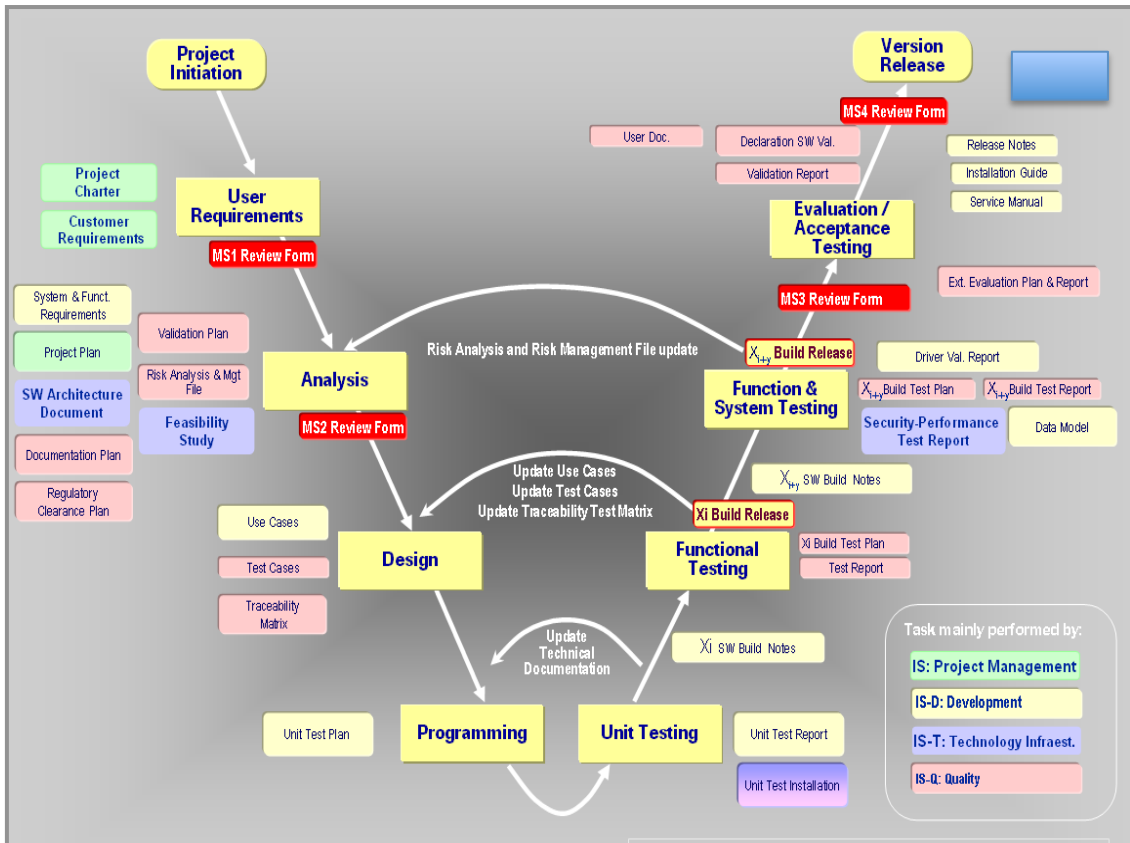 Project
Initiation
Version
Release
MS4 Review Form
User Doc.
Declaration SW Val.
Validation Report
Release Notes
Installation Guide
Service Manual
Project
Charter
Customer
Requirements
User
Requirements
MS1 Review Form
Evaluation /
Acceptance
Testing
MS3 Review Form
Ext. Evaluation Plan & Report
System & Funct.
Requirements
Project Plan
SW Architecture
Document
Documentation Plan
Regulatory
Clearance Plan
Validation Plan
Risk Analysis & Mgt
File
Feasibility
Study
Analysis
MS2 Review Form
Risk Analysis and Risk Management File update
Xi+y Build Release
Function &
System Testing
Driver Val. Report
Xi+y Build Test Plan
Xi+y Build Test Report
Security-Performance
Test Report
Data Model
Xi+y SW Build Notes
Update Use Cases
Update Test Cases
Update Traceability Test Matrix
Xi Build Release
Use Cases
Test Cases
Traceability
Matrix
Design
Functional
Testing
Xi Build Test Plan
Test Report
Update
Technical
Documentation
Xi SW Build Notes
Unit Test Plan
Programming
Unit Testing
Unit Test Report
Unit Test Installation
Task mainly performed by:
IS: Project Management
IS-D: Development
IS-T: Technology Infraest.
IS-Q: Quality